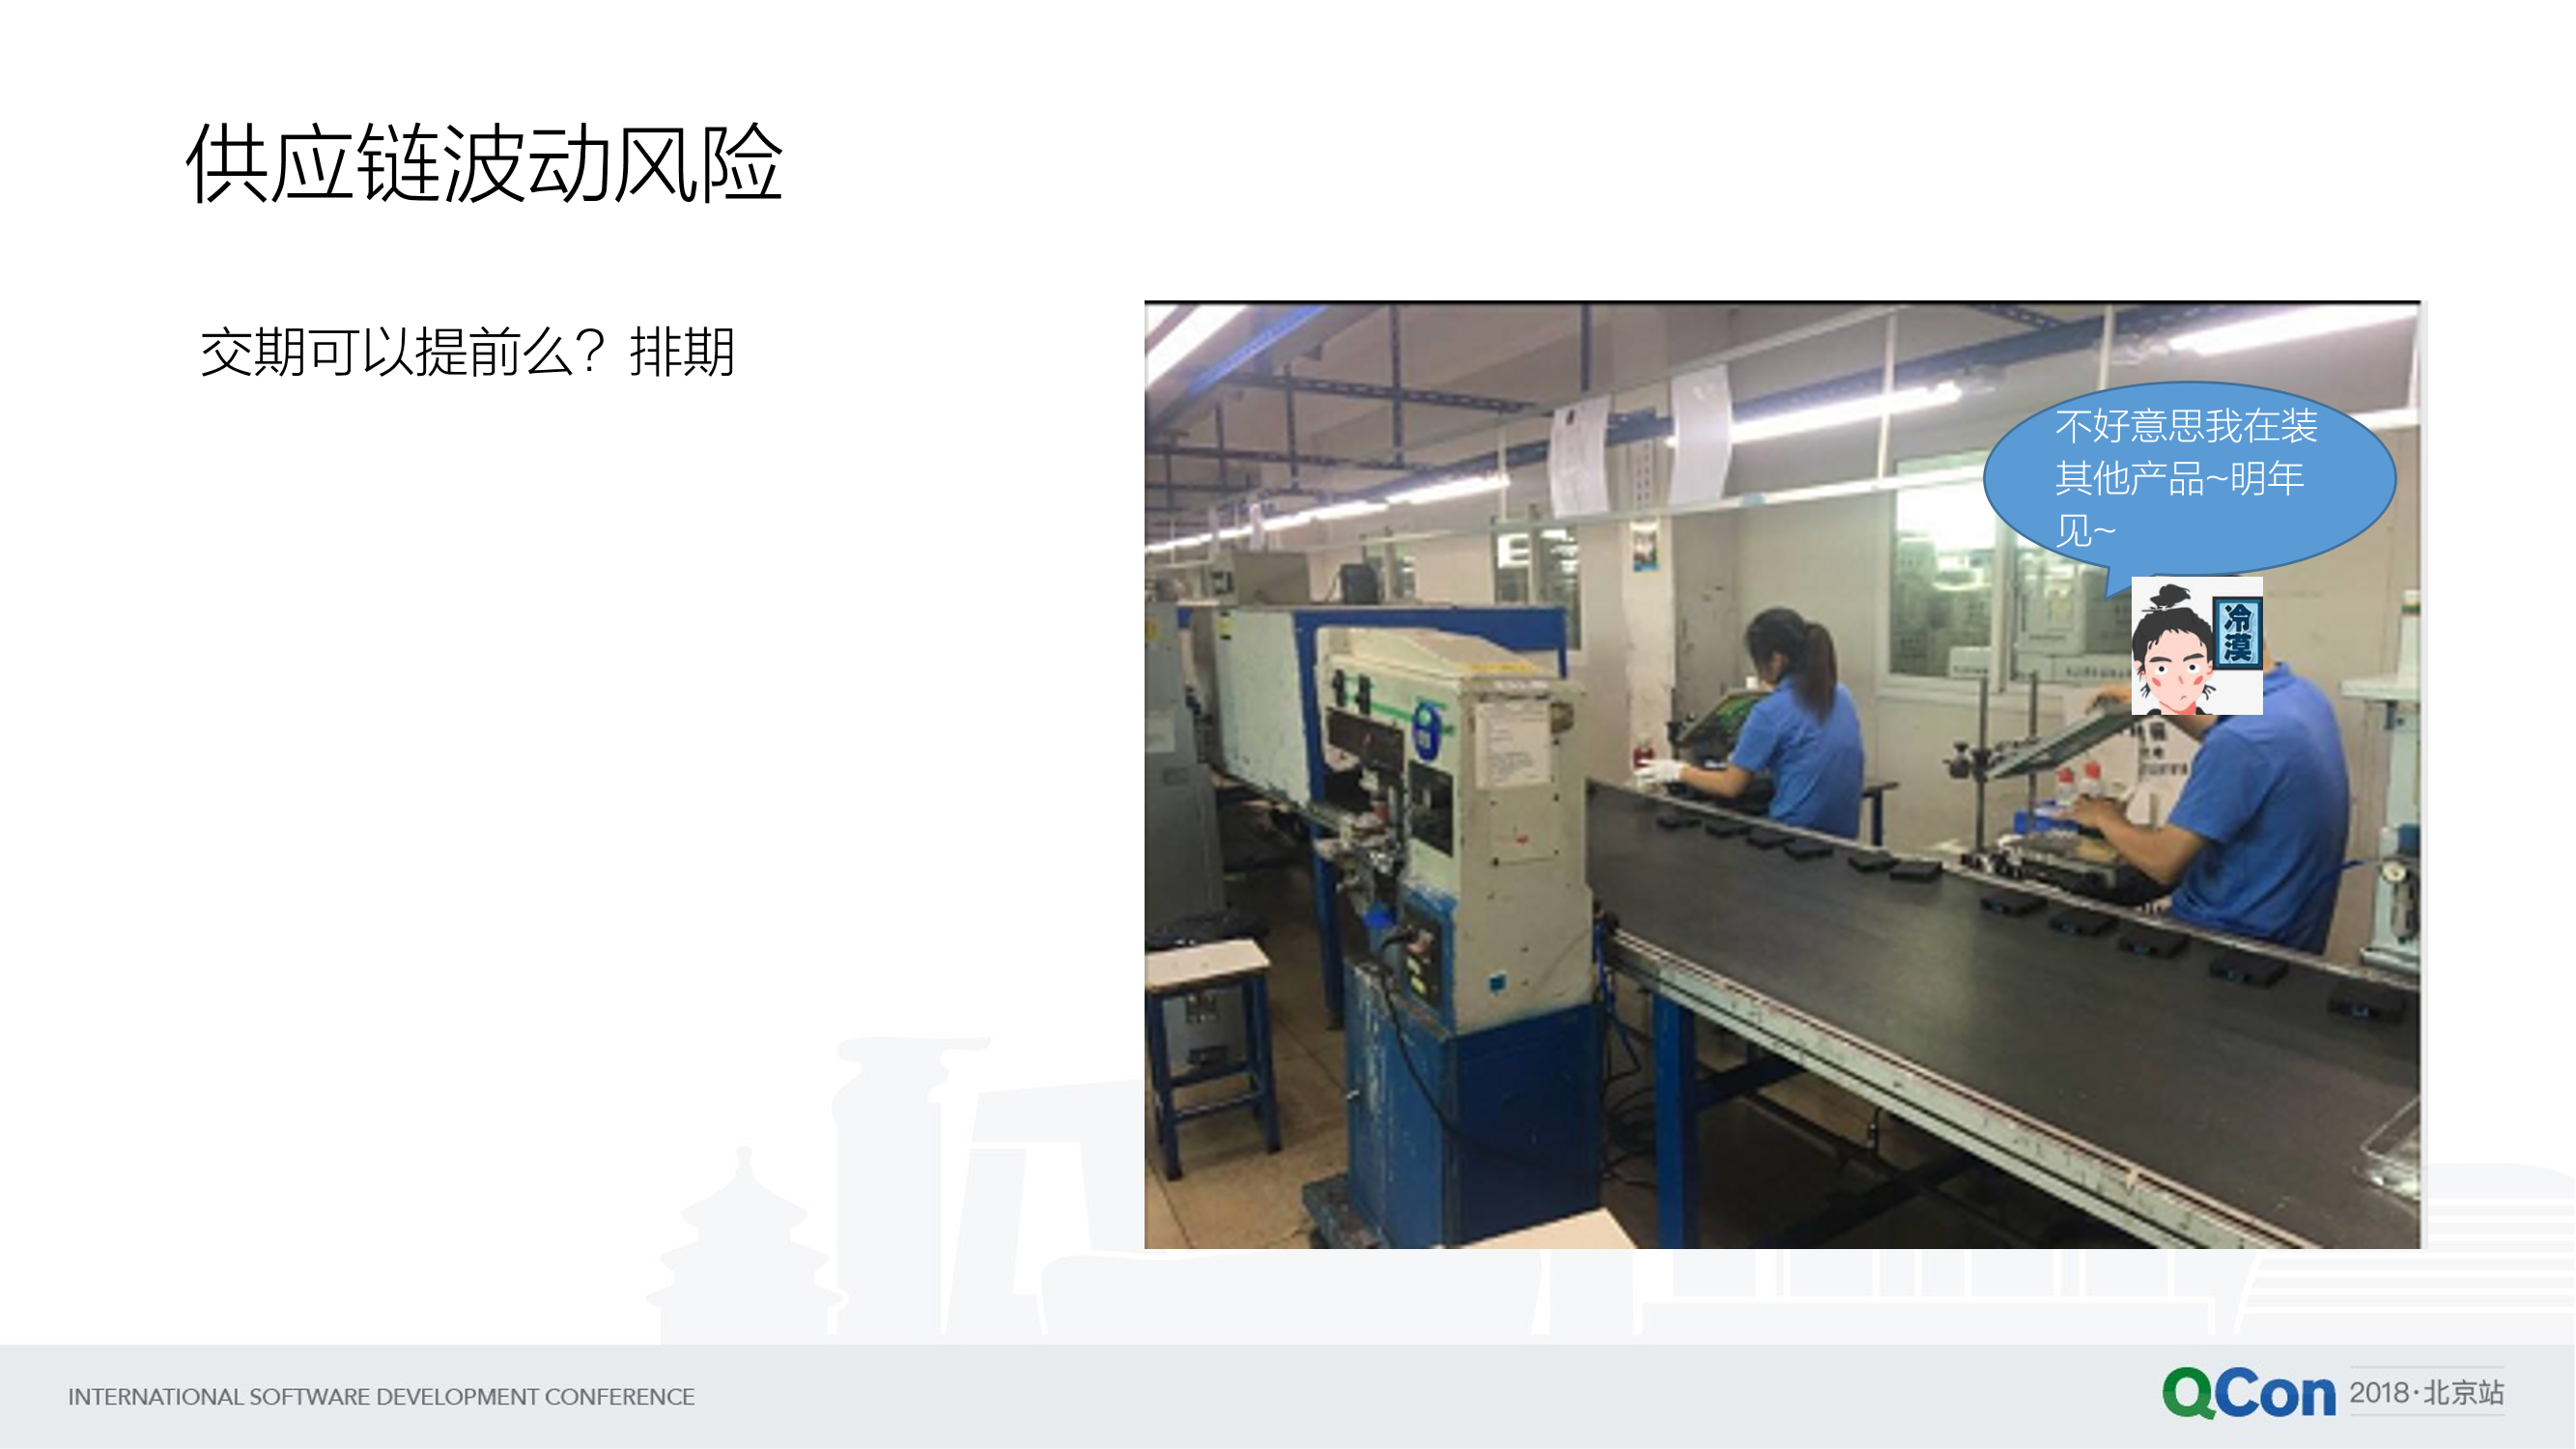 供应链波动风险
交期可以提前么？排期
不好意思我在装
其他产品~明年
见~
冷漠
INTERNATIONAL SOFTWARE DEVELOPMENT CONFERENCE
QCon 2018·北京站